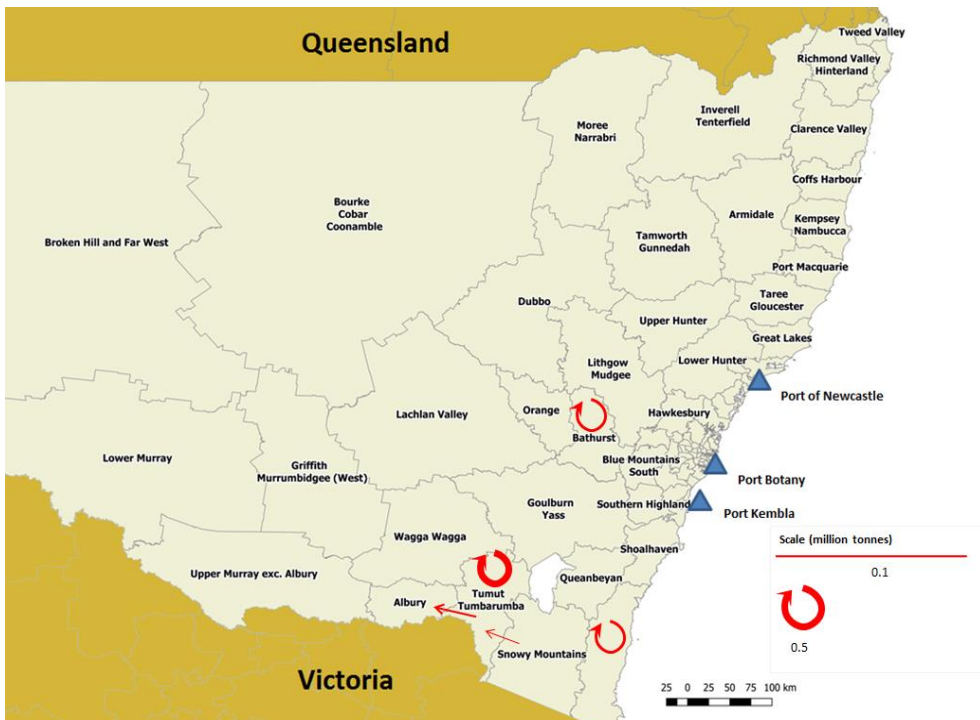 Queensland
Tweed Valley
Richmond Valley
Hinterland
Inverell
Tenterfield
Moree
Narrabri
Clarence Valley
Coffs Harbour
Bourke
Cobar
Coonamble
Armidale
Kempsey
Nambucca
Broken Hill and Far West
Tamworth
Gunnedah
Port Macquarie
Dubbo
Taree
Gloucester
Upper Hunter
Great Lakes
Lithgow
Mudgee
Lower Hunter
Port of Newcastle
Lachlan Valley
Orange
Hawkesbury
Bathurst
Lower Murray
Griffith
Murrumbidgee (West)
Blue Mountains
South
Port Botany
Goulburn
Yass
Southern Highland
Port Kembla
Wagga Wagga
Shoalhaven
Scale (million tonnes)
0.1
Upper Murray exc. Albury
Queanbeyan
Albury
Tumut
Tumbarumba
Snowy Mountains
0.5
Victoria
25 0 25 50 75 100 km